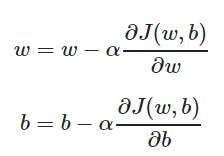 w = w − α ∂J(w, b) / ∂w
b = b − α ∂J(w, b) / ∂b